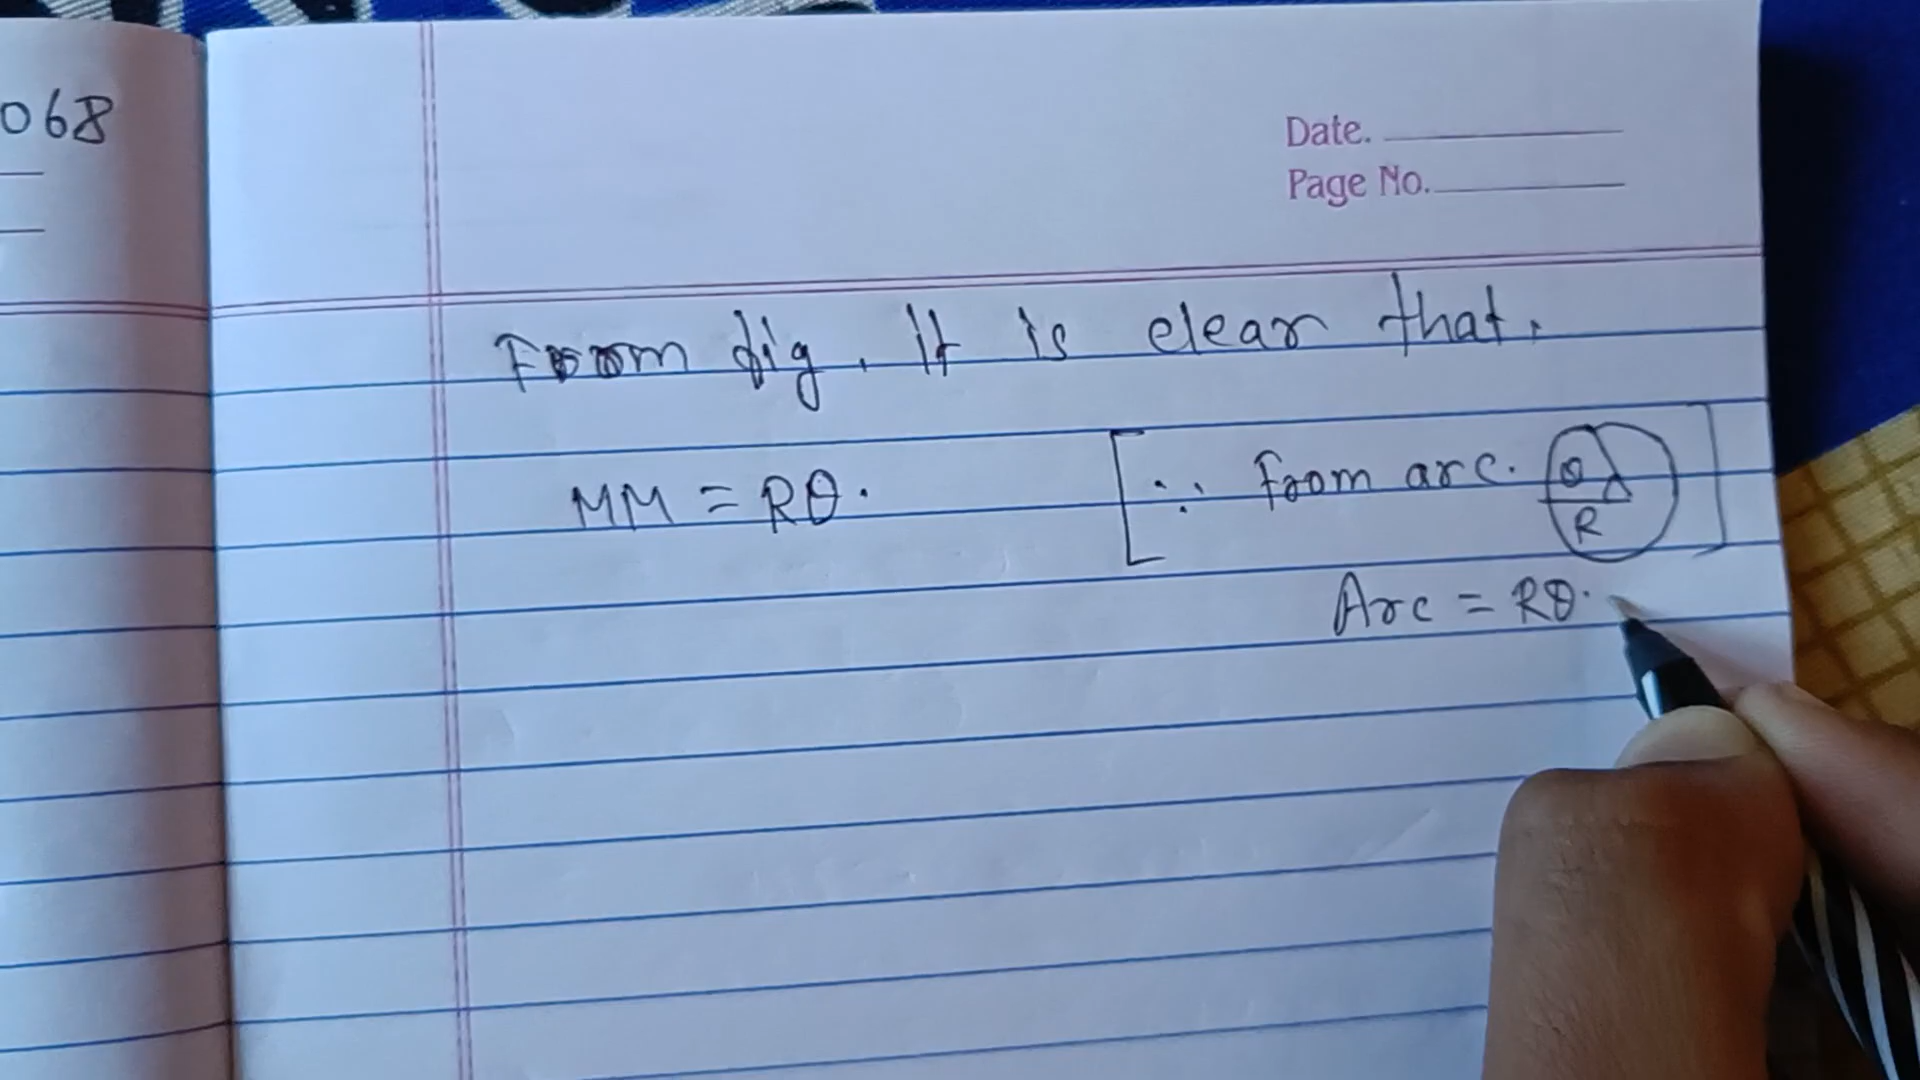 068
Date.
Page No.
From fig, it is clear that,
MM = Rθ. [∵ From arc. θ R]
Arc = Rθ.